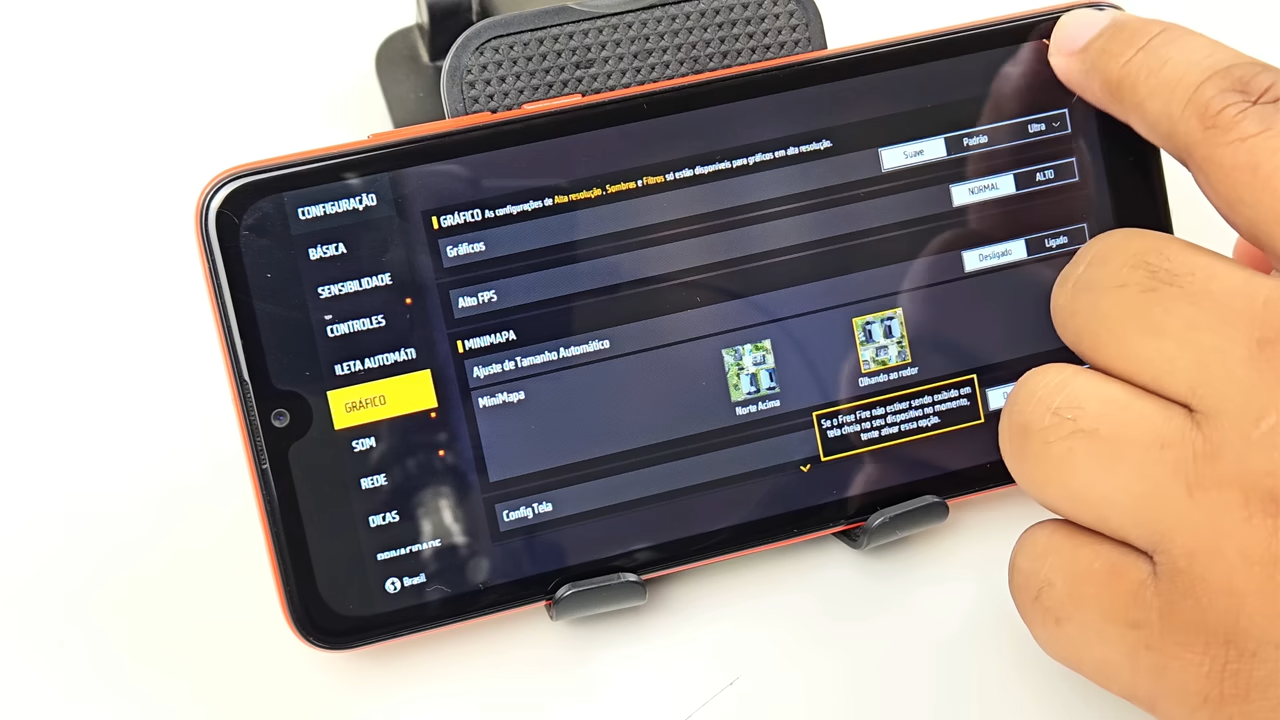 CONFIGURAÇÃO
BÁSICA
SENSIBILIDADE
CONTROLES
ILETA AUTOMÁTI
GRÁFICO
SOM
REDE
DICAS
PRIVACIDADE
Brasil
GRÁFICO As configurações de Alta resolução, Sombras e Filtros só estão disponíveis para gráficos em alta resolução.
Gráficos
Suave Padrão Ultra
Alto FPS
NORMAL ALTO
MINIMAPA
Ajuste de Tamanho Automático
Desligado Ligado
MiniMapa
Norte Acima
Olhando ao redor
Se o Free Fire não estiver sendo exibido em
tela cheia no seu dispositivo no momento,
tente ativar essa opção.
Config Tela